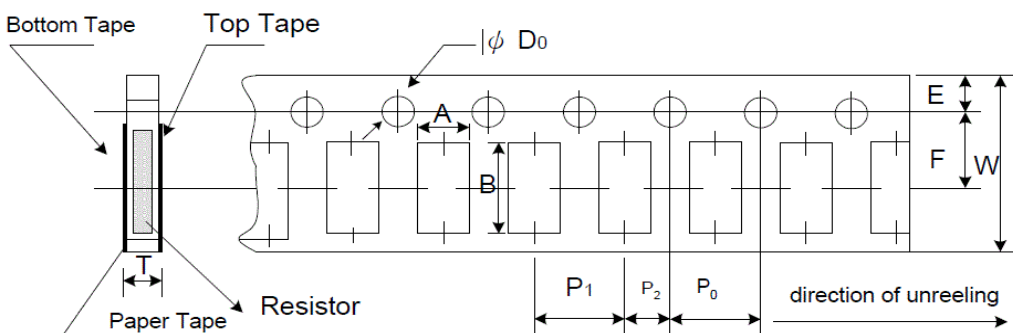 Bottom Tape
Top Tape
|ϕ D0
E
A
F
W
B
T
Resistor
Paper Tape
P1
P2
P0
direction of unreeling